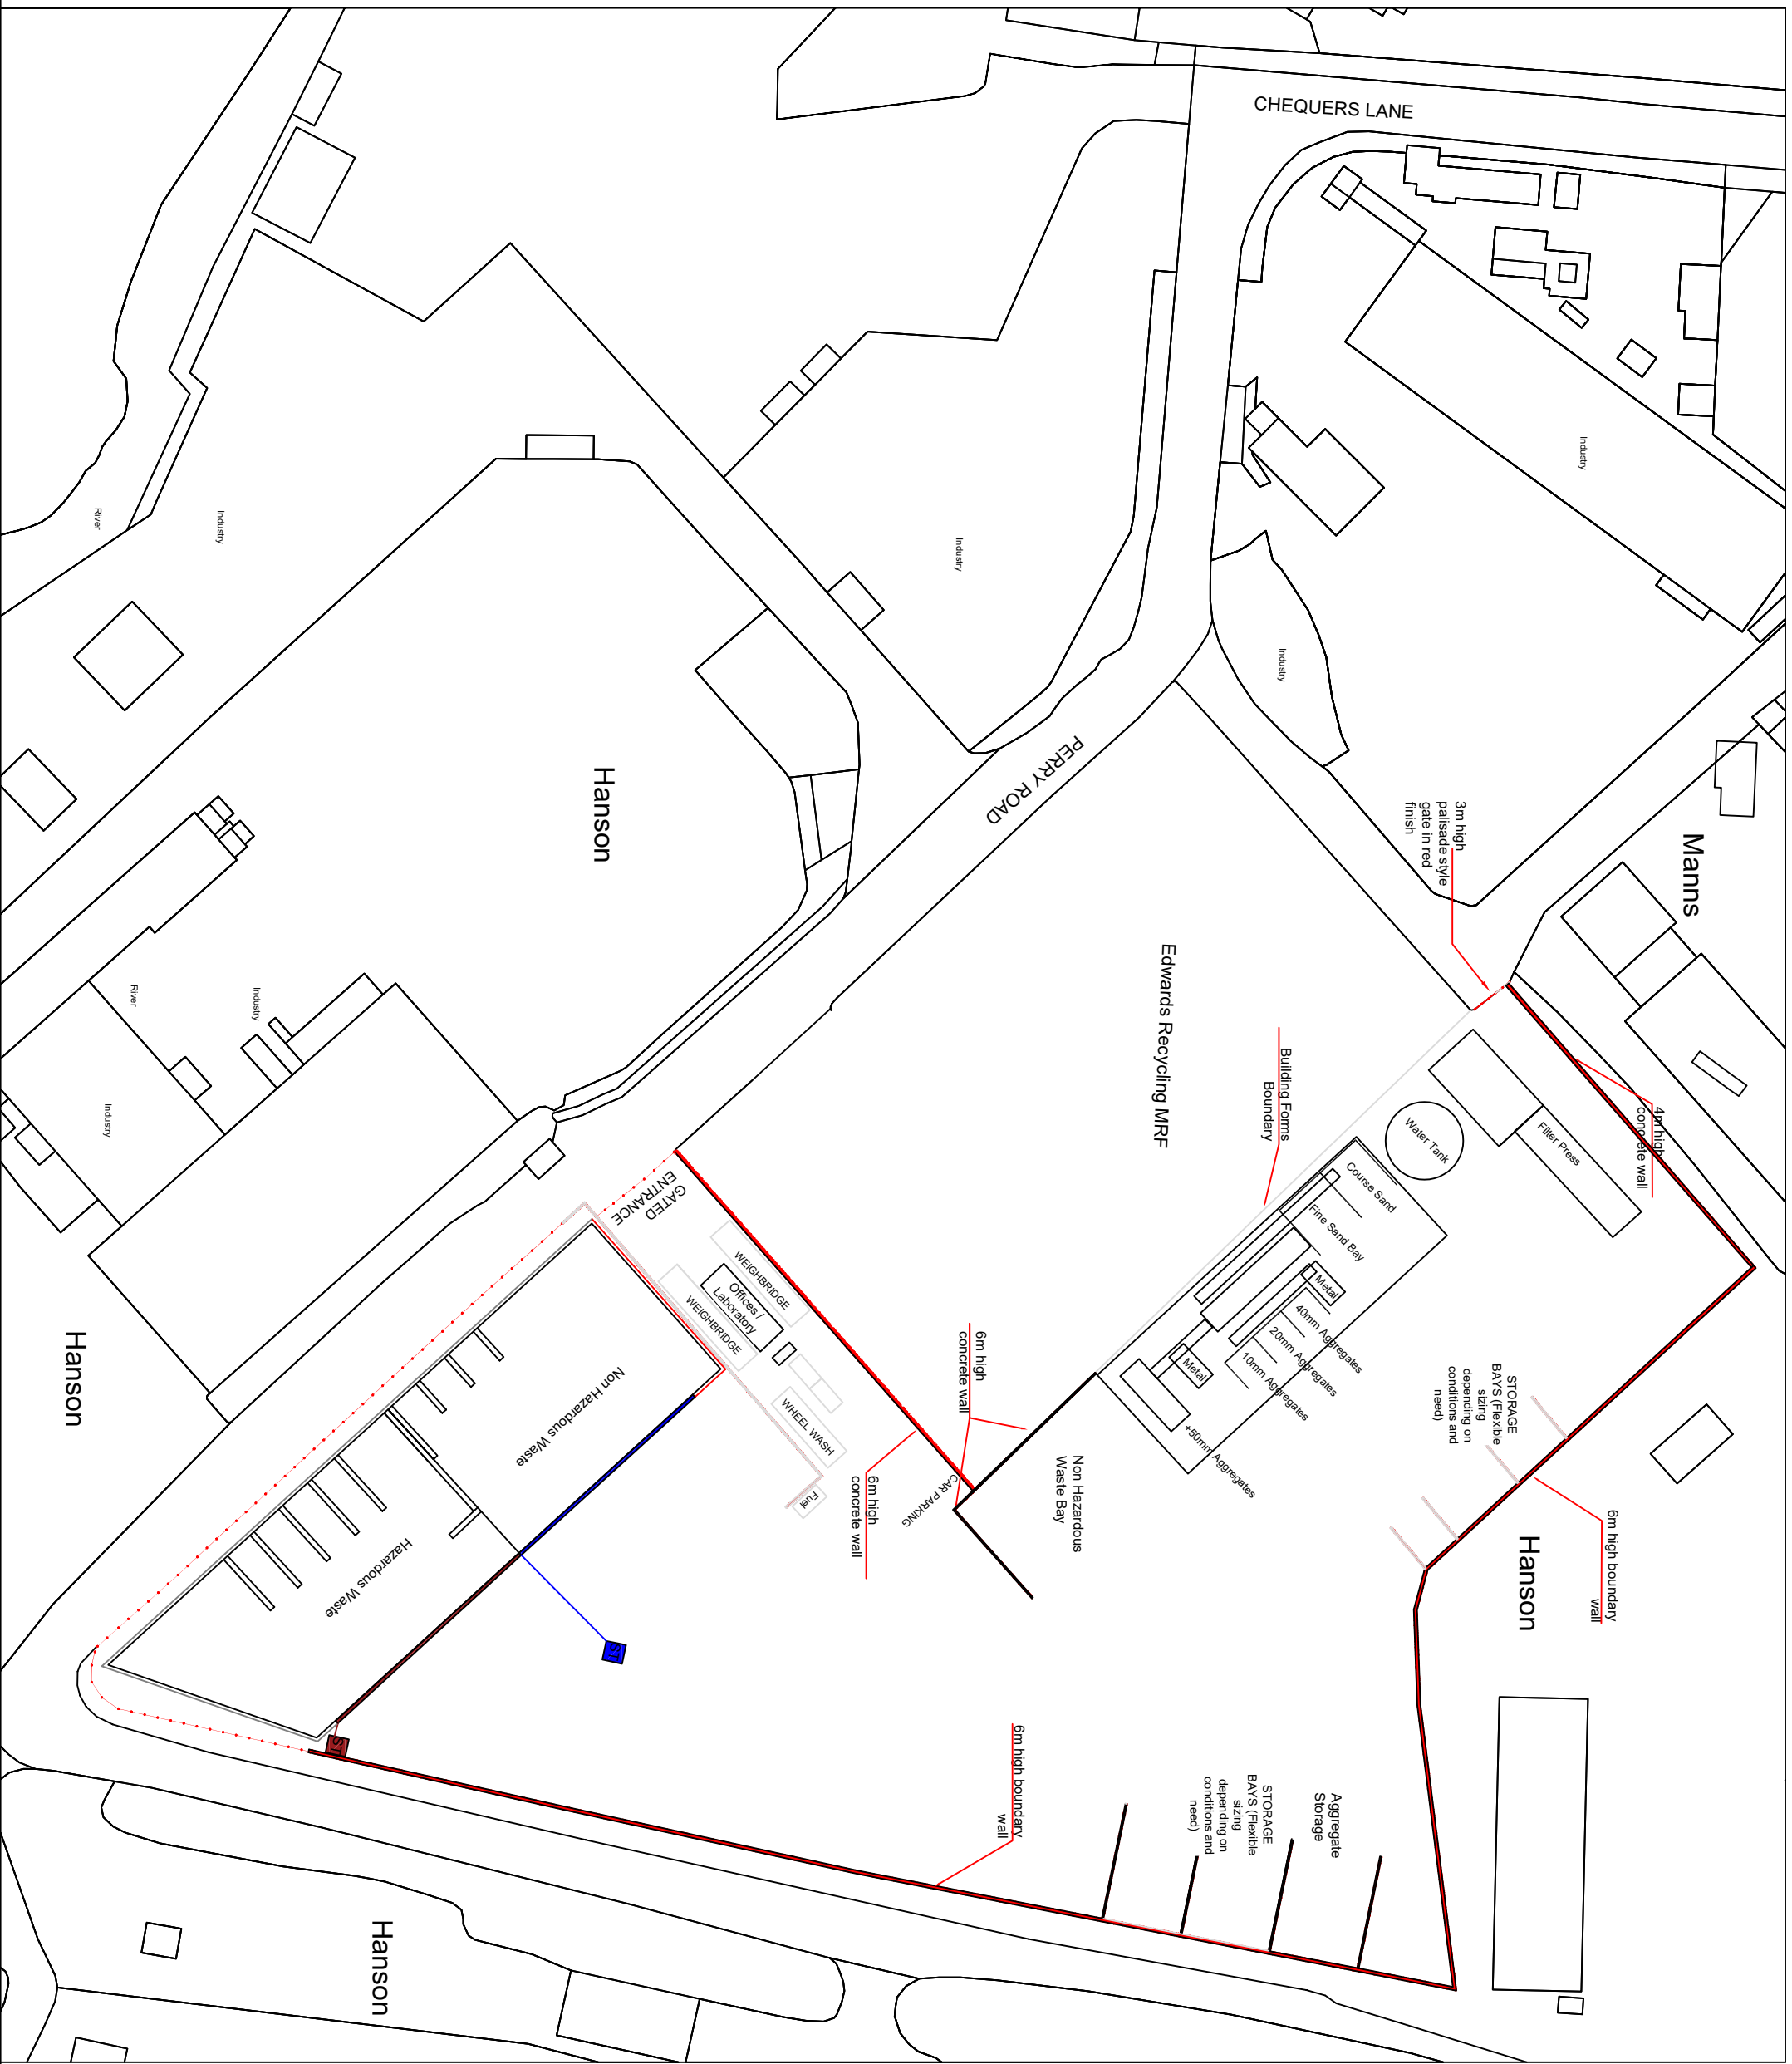 CHEQUERS LANE
Industry
River
Industry
Industry
Industry
PERRY ROAD
Hanson
3m high
palisade style
gate in red
finish
Manns
Edwards Recycling MRF
River
Industry
Industry
Building Forms
Boundary
4m high
concrete wall
Filter Press
Water Tank
Course Sand
Fine Sand Bay
Metal
40mm Aggregates
20mm Aggregates
10mm Aggregates
Metal
+50mm Aggregates
GATED
ENTRANCE
WEIGHBRIDGE
Offices /
Laboratory
WEIGHBRIDGE
WHEEL WASH
Fuel
CAR PARKING
6m high
concrete wall
6m high
concrete wall
Non Hazardous
Waste Bay
STORAGE
BAYS (Flexible
sizing
depending on
conditions and
need)
6m high boundary
wall
Hanson
Hanson
Non Hazardous Waste
Hazardous Waste
ST
ST
6m high boundary
wall
STORAGE
BAYS (Flexible
sizing
depending on
conditions and
need)
Aggregate
Storage
Hanson